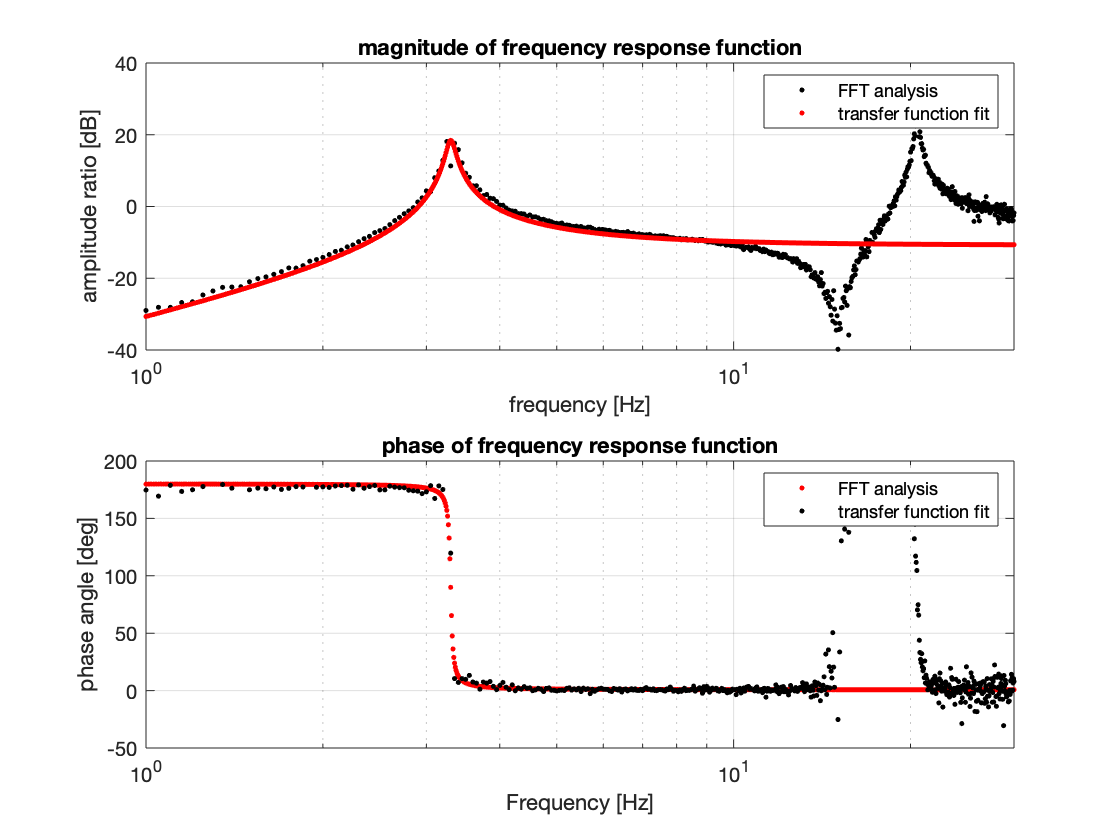 magnitude of frequency response function
40
20
0
-20
-40
amplitude ratio [dB]
FFT analysis
transfer function fit
10^0
10^1
frequency [Hz]
phase of frequency response function
200
150
100
50
0
-50
phase angle [deg]
FFT analysis
transfer function fit
10^0
10^1
Frequency [Hz]